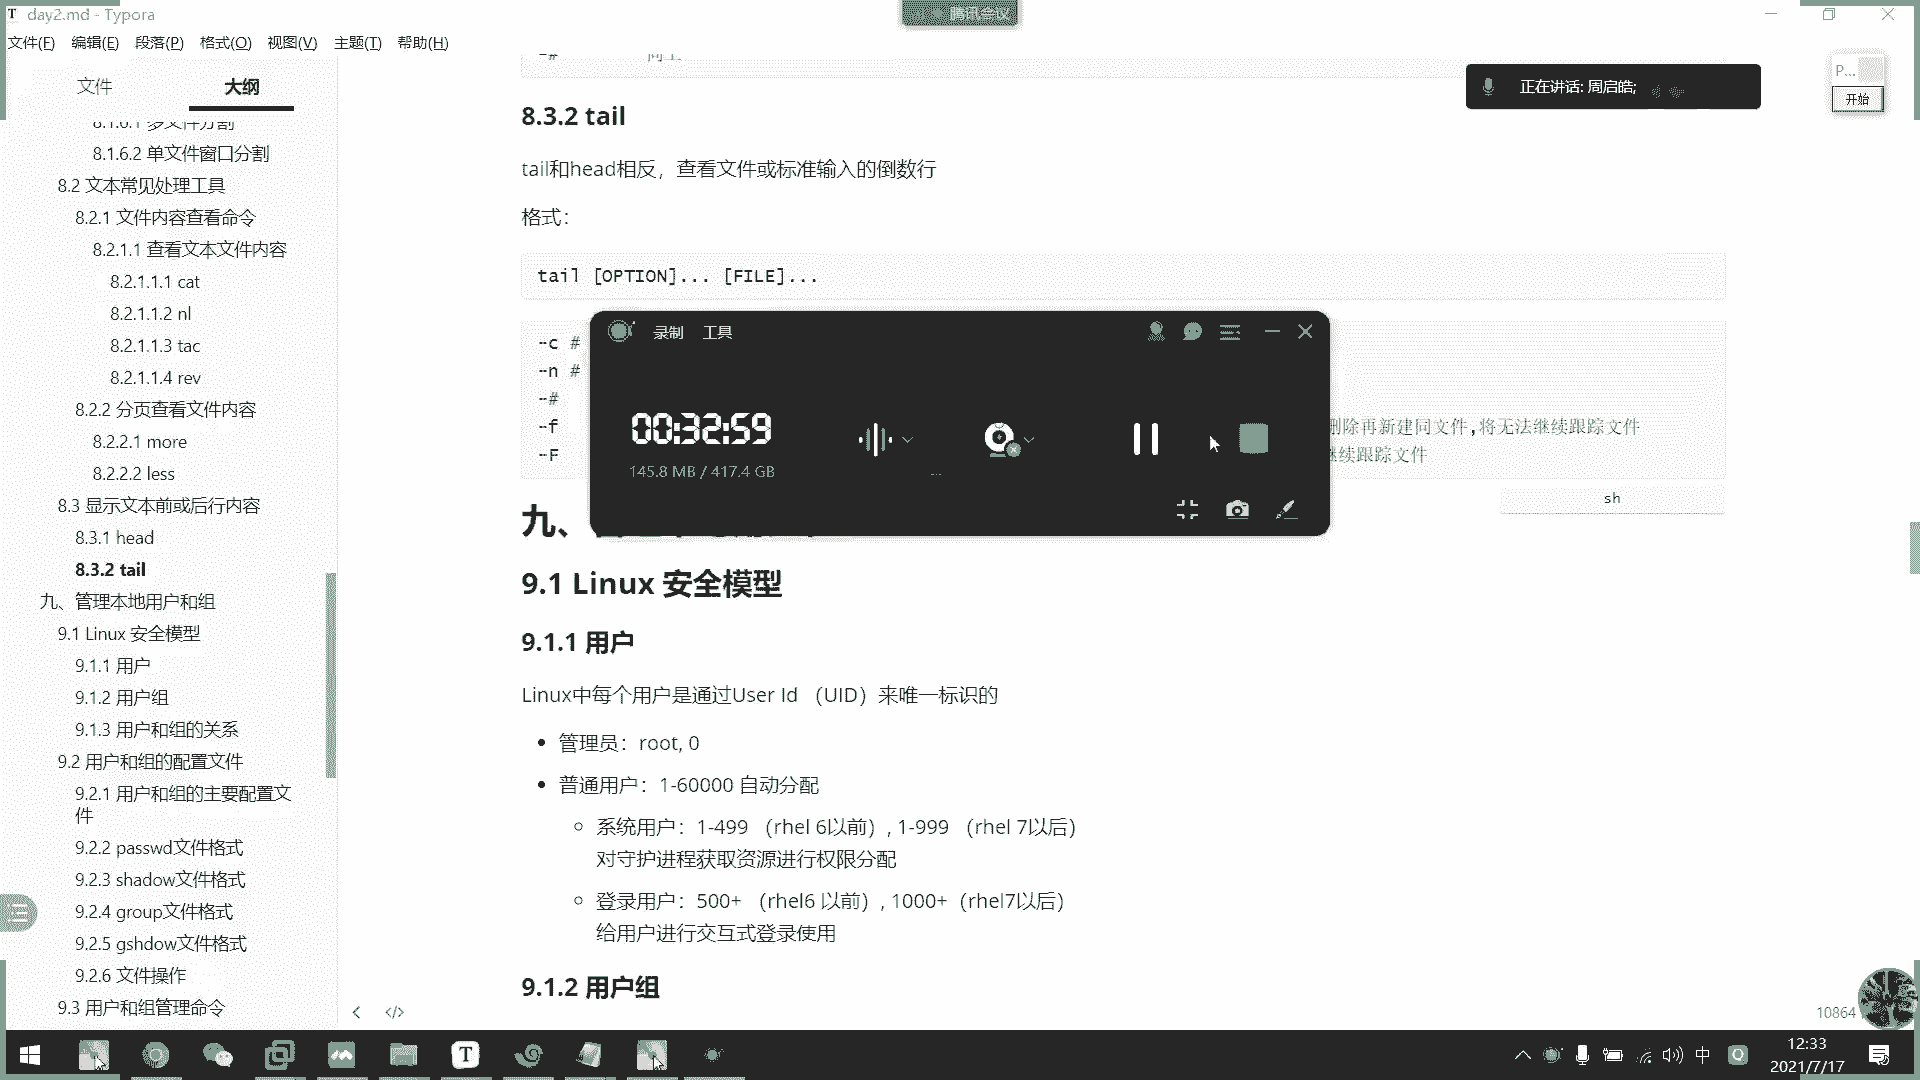 day2.md - Typora
腾讯会议
文件(F) 编辑(E) 段落(P) 格式(O) 视图(V) 主题(T) 帮助(H)
文件 大纲
8.1.6.1 多文件分割
8.1.6.2 单文件窗口分割
8.2 文本常见处理工具
8.2.1 文件内容查看命令
8.2.1.1 查看文本文件内容
8.2.1.1.1 cat
8.2.1.1.2 nl
8.2.1.1.3 tac
8.2.1.1.4 rev
8.2.2 分页查看文件内容
8.2.2.1 more
8.2.2.2 less
8.3 显示文本前或后行内容
8.3.1 head
8.3.2 tail
九、管理本地用户和组
9.1 Linux 安全模型
9.1.1 用户
9.1.2 用户组
9.1.3 用户和组的关系
9.2 用户和组的配置文件
9.2.1 用户和组的主要配置文
件
9.2.2 passwd文件格式
9.2.3 shadow文件格式
9.2.4 group文件格式
9.2.5 gshdow文件格式
9.2.6 文件操作
9.3 用户和组管理命令
-# 同上
8.3.2 tail
tail和head相反，查看文件或标准输入的倒数行
格式：
tail [OPTION]... [FILE]...
-c #
-n #
-#
-f 删除再新建同文件,将无法继续跟踪文件
-F 继续跟踪文件
sh
九、
9.1 Linux 安全模型
9.1.1 用户
Linux中每个用户是通过User Id （UID）来唯一标识的
管理员：root, 0
普通用户：1-60000 自动分配
系统用户：1-499 （rhel 6以前）, 1-999 （rhel 7以后）
对守护进程获取资源进行权限分配
登录用户：500+ （rhel6 以前）, 1000+（rhel7以后）
给用户进行交互式登录使用
9.1.2 用户组
录制 工具
00:32:59
145.8 MB / 417.4 GB
...
正在讲话: 周启皓;
P...
开始
10864
中
12:33
2021/7/17